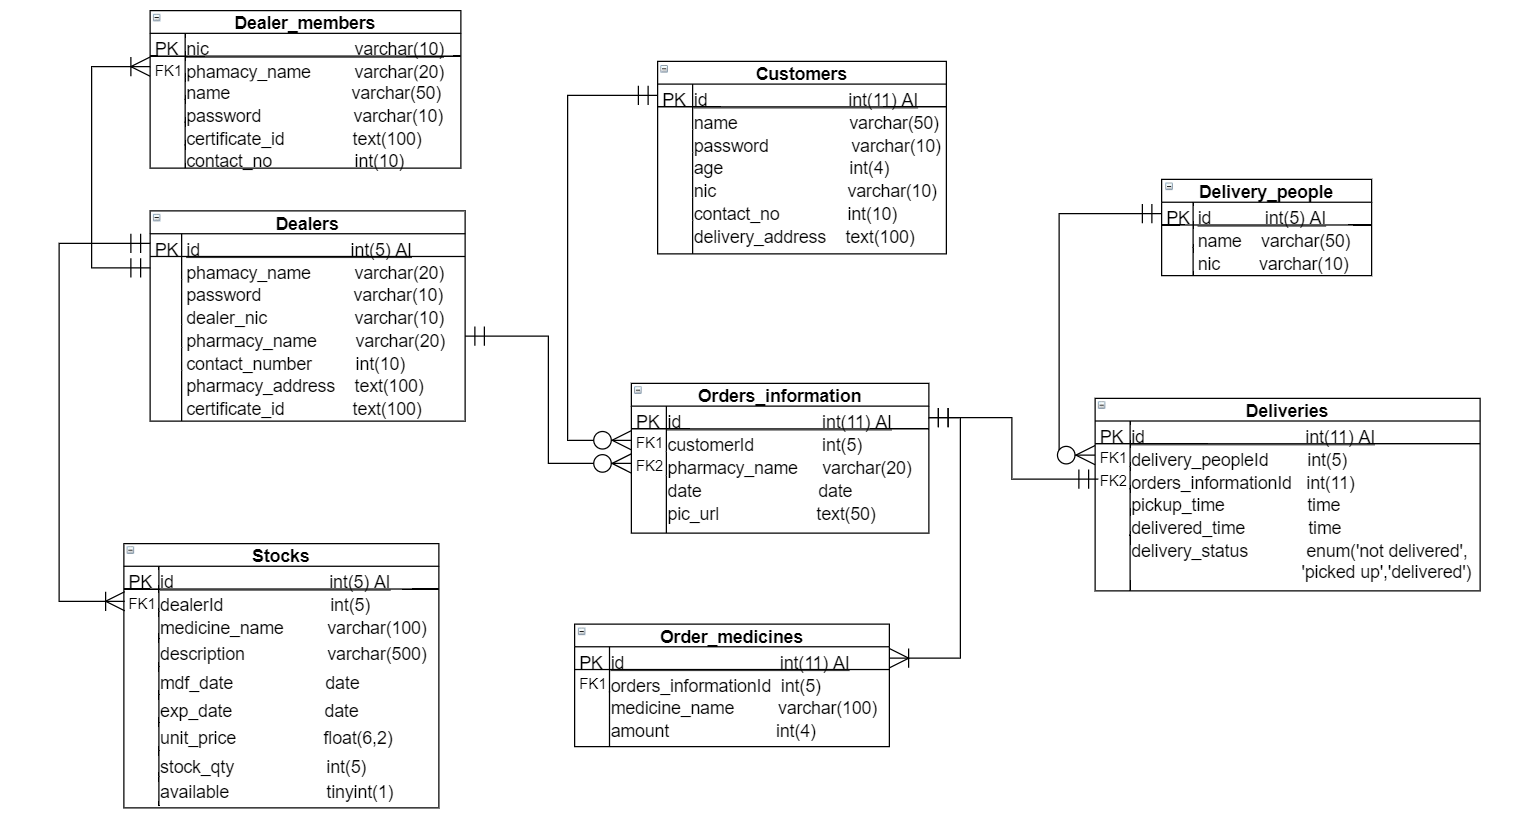 Dealer_members
PK nic varchar(10)
FK1 phamacy_name varchar(20)
name varchar(50)
password varchar(10)
certificate_id text(100)
contact_no int(10)
Dealers
PK id int(5) AI
phamacy_name varchar(20)
password varchar(10)
dealer_nic varchar(10)
pharmacy_name varchar(20)
contact_number int(10)
pharmacy_address text(100)
certificate_id text(100)
Stocks
PK id int(5) AI
FK1 dealerId int(5)
medicine_name varchar(100)
description varchar(500)
mdf_date date
exp_date date
unit_price float(6,2)
stock_qty int(5)
available tinyint(1)
Customers
PK id int(11) AI
name varchar(50)
password varchar(10)
age int(4)
nic varchar(10)
contact_no int(10)
delivery_address text(100)
Orders_information
PK id int(11) AI
FK1 customerId int(5)
FK2 pharmacy_name varchar(20)
date date
pic_url text(50)
Order_medicines
PK id int(11) AI
FK1 orders_informationId int(5)
medicine_name varchar(100)
amount int(4)
Delivery_people
PK id int(5) AI
name varchar(50)
nic varchar(10)
Deliveries
PK id int(11) AI
FK1 delivery_peopleId int(5)
FK2 orders_informationId int(11)
pickup_time time
delivered_time time
delivery_status enum('not delivered',
'picked up','delivered')